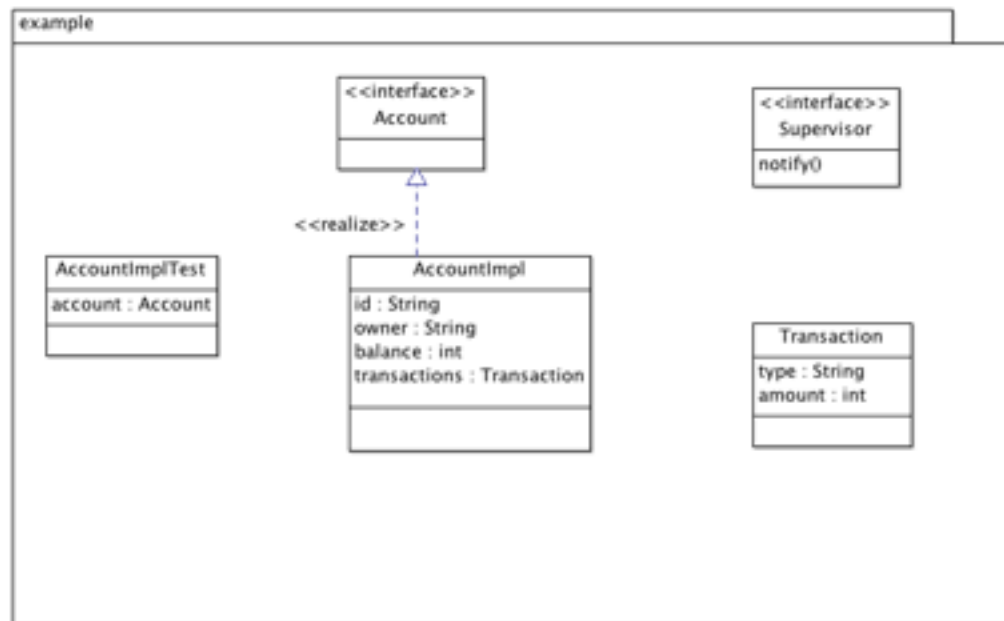 example
<<interface>>
Account
<<interface>>
Supervisor
notify()
<<realize>>
AccountImplTest
account : Account
AccountImpl
id : String
owner : String
balance : int
transactions : Transaction
Transaction
type : String
amount : int